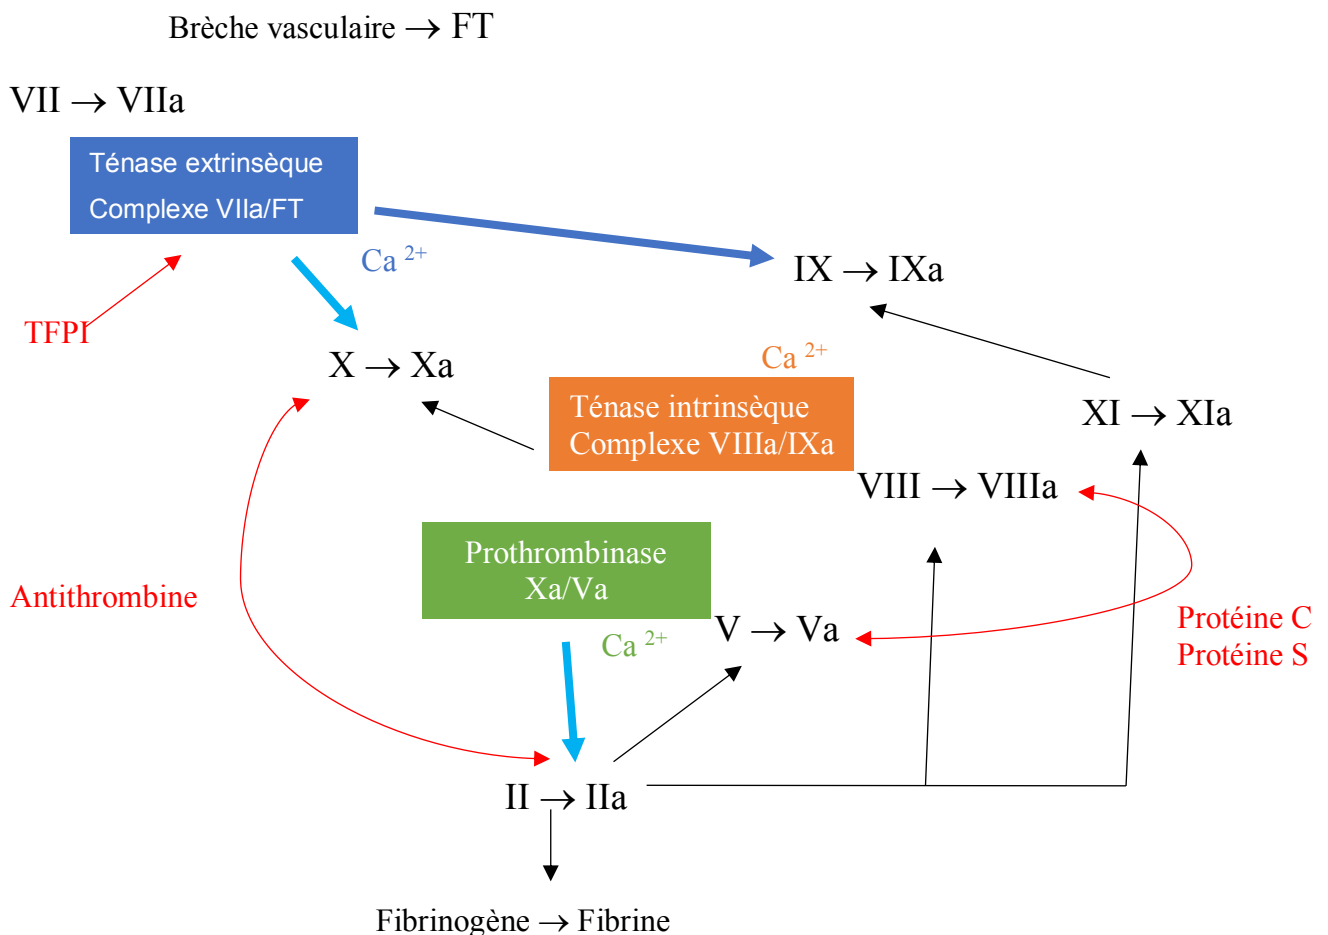 Brèche vasculaire → FT
VII → VIIa
Ténase extrinsèque
Complexe VIIa/FT
Ca 2+
IX → IXa
TFPI
X → Xa
Ca 2+
Ténase intrinsèque
Complexe VIIIa/IXa
XI → XIa
VIII → VIIIa
Prothrombinase
Xa/Va
Antithrombine
Ca 2+
V → Va
Protéine C
Protéine S
II → IIa
Fibrinogène → Fibrine